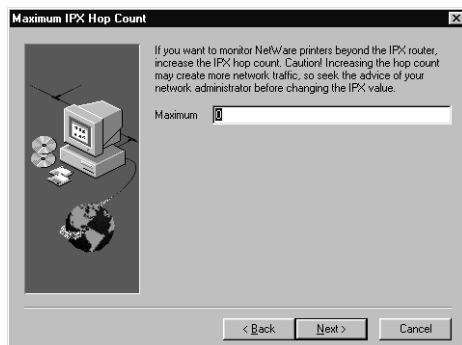 Maximum IPX Hop Count
If you want to monitor NetWare printers beyond the IPX router,
increase the IPX hop count. Caution! Increasing the hop count
may create more network traffic, so seek the advice of your
network administrator before changing the IPX value.
Maximum 0
< Back Next > Cancel